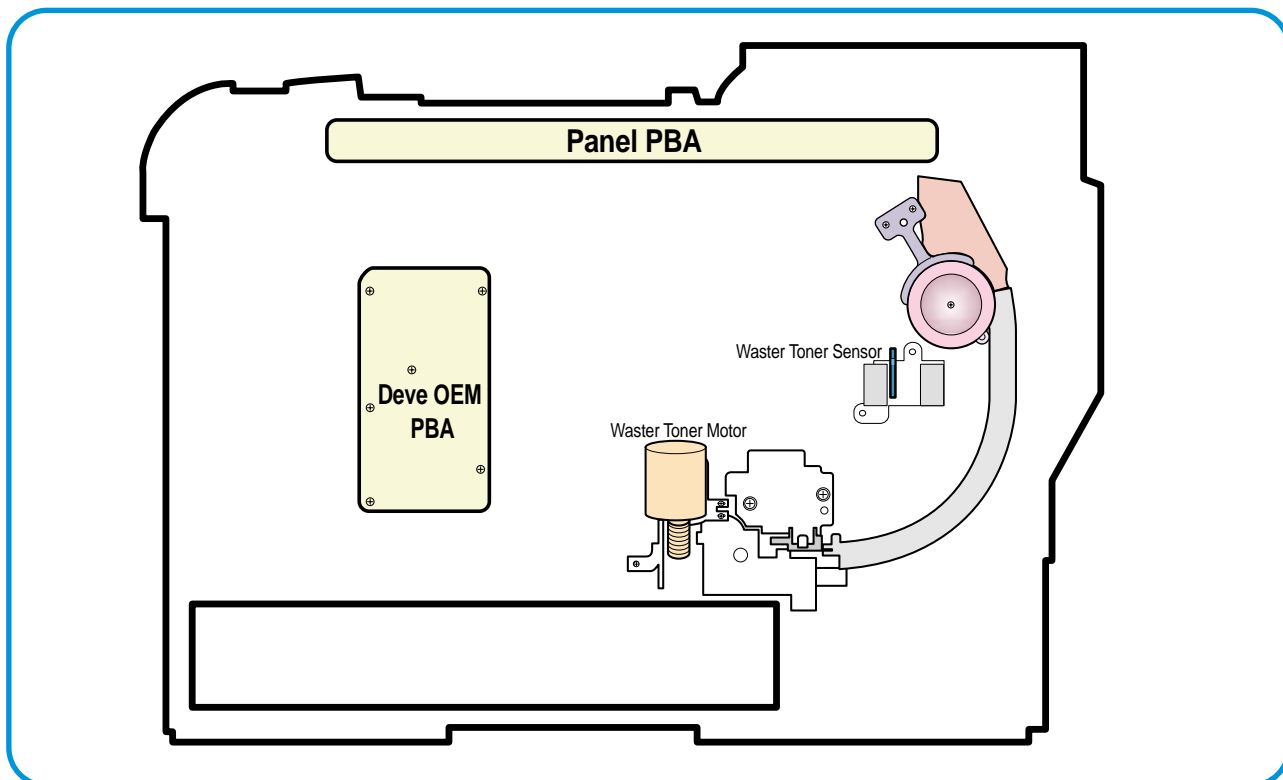 Panel PBA
Waster Toner Sensor
Deve OEM
PBA
Waster Toner Motor